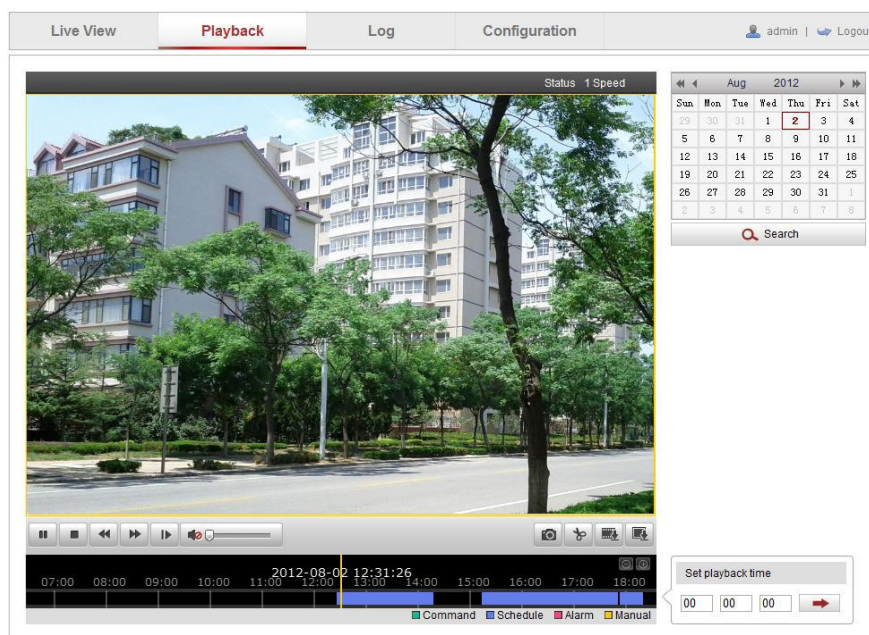 Live View Playback Log Configuration admin | Logout
Status 1 Speed
Aug 2012
Sun Mon Tue Wed Thu Fri Sat
29 30 31 1 2 3 4
5 6 7 8 9 10 11
12 13 14 15 16 17 18
19 20 21 22 23 24 25
26 27 28 29 30 31 1
2 3 4 5 6 7 8
Search
2012-08-02 12:31:26
07:00 08:00 09:00 10:00 11:00 12:00 13:00 14:00 15:00 16:00 17:00 18:00
Command Schedule Alarm Manual
Set playback time
00 00 00